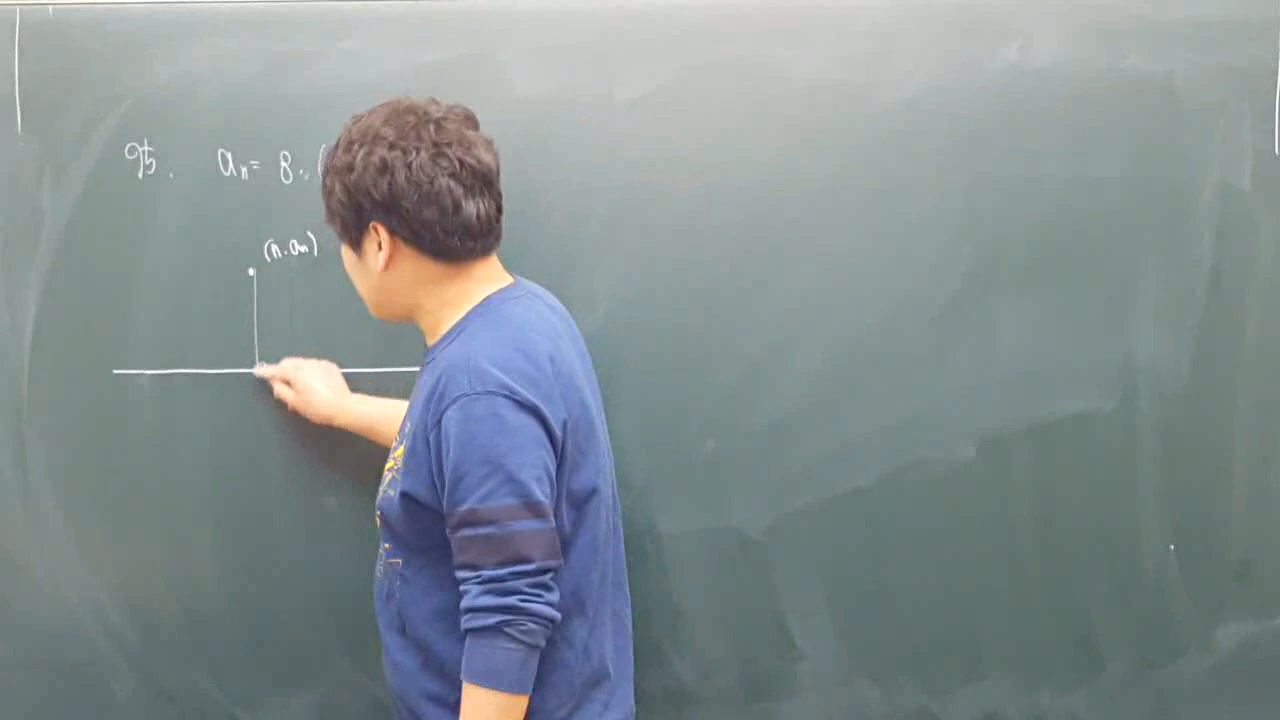 95. aₙ = 8·(
(n.aₙ)